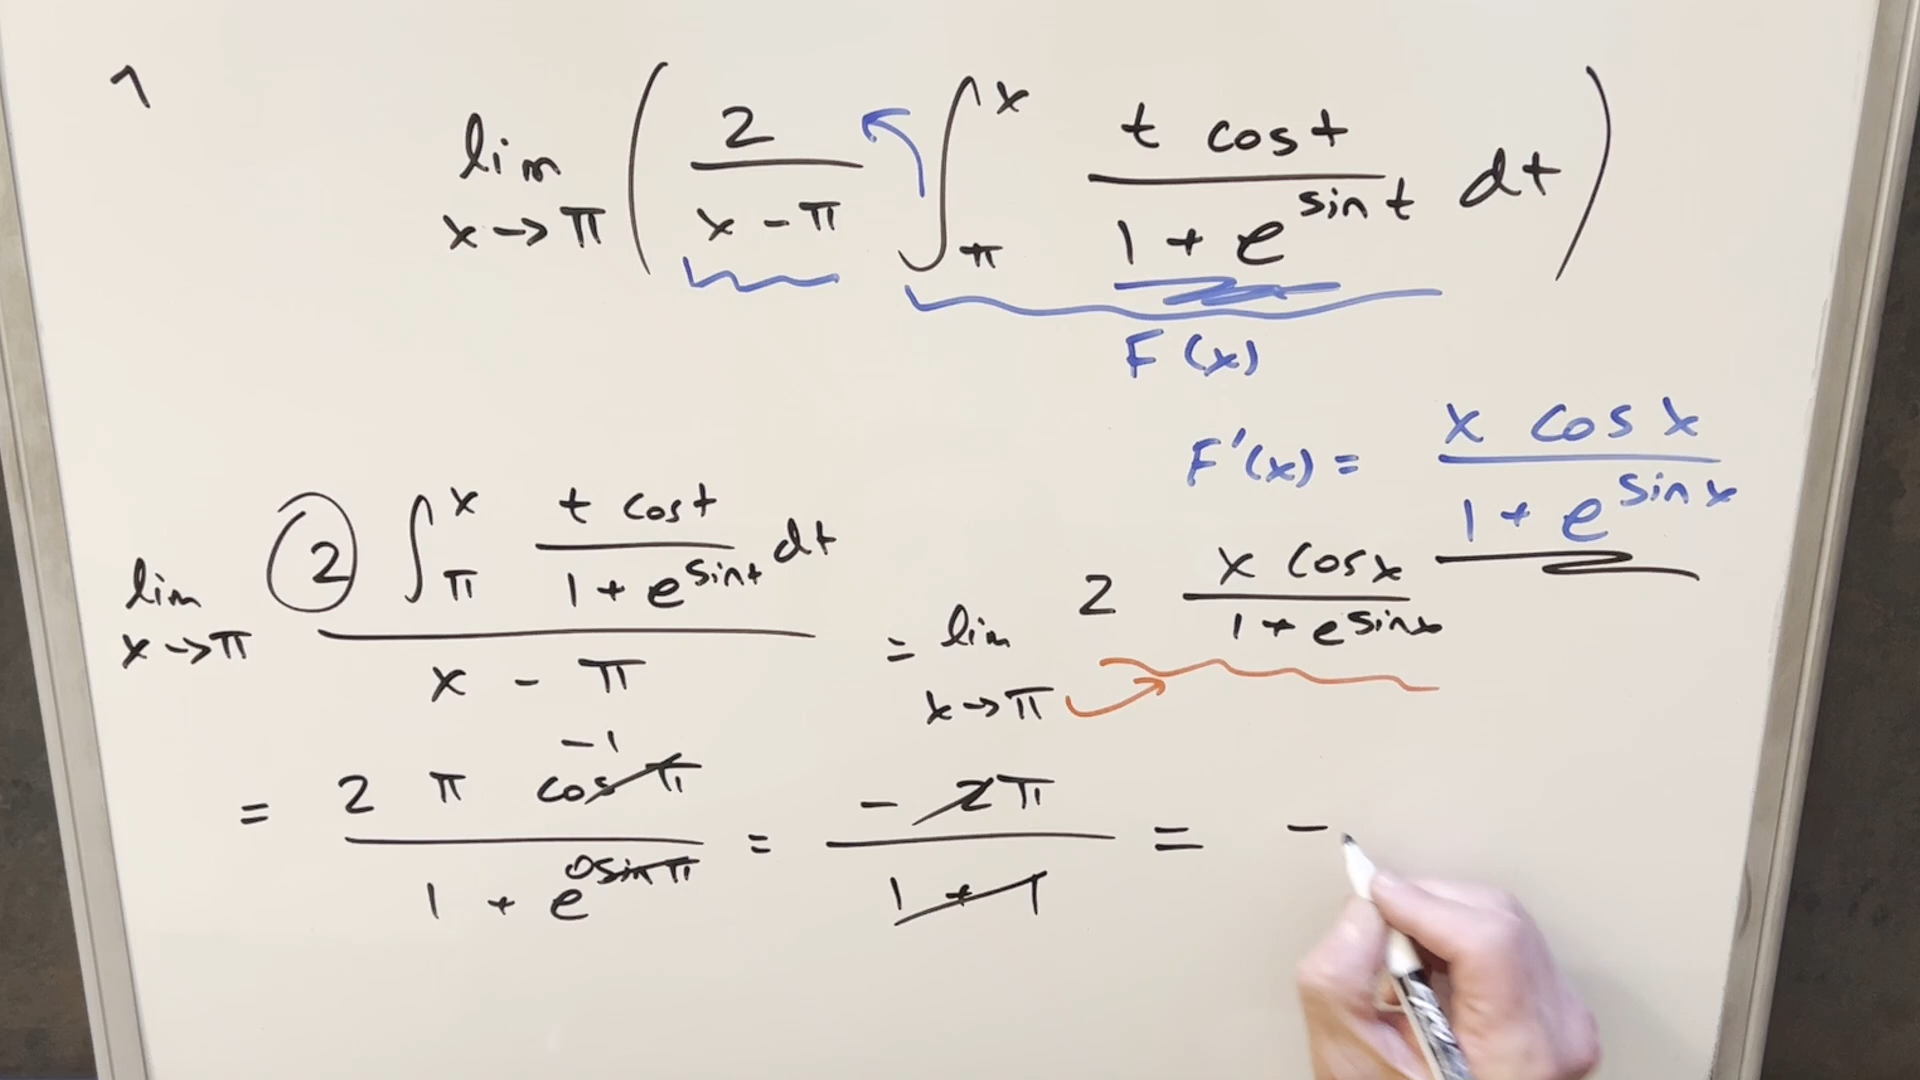 1
lim x→π ( 2/(x - π) ∫_π^x (t cos t)/(1 + e^(sin t)) dt )
F(x)
F'(x) = (x cos x)/(1 + e^(sin x))
lim x→π (2 ∫_π^x (t cos t)/(1 + e^(sin t)) dt)/(x - π) = lim x→π 2 (x cos x)/(1 + e^(sin x))
-1
= (2 π cos π)/(1 + e^(0 sin π)) = (- 2π)/(1 + 1) = -